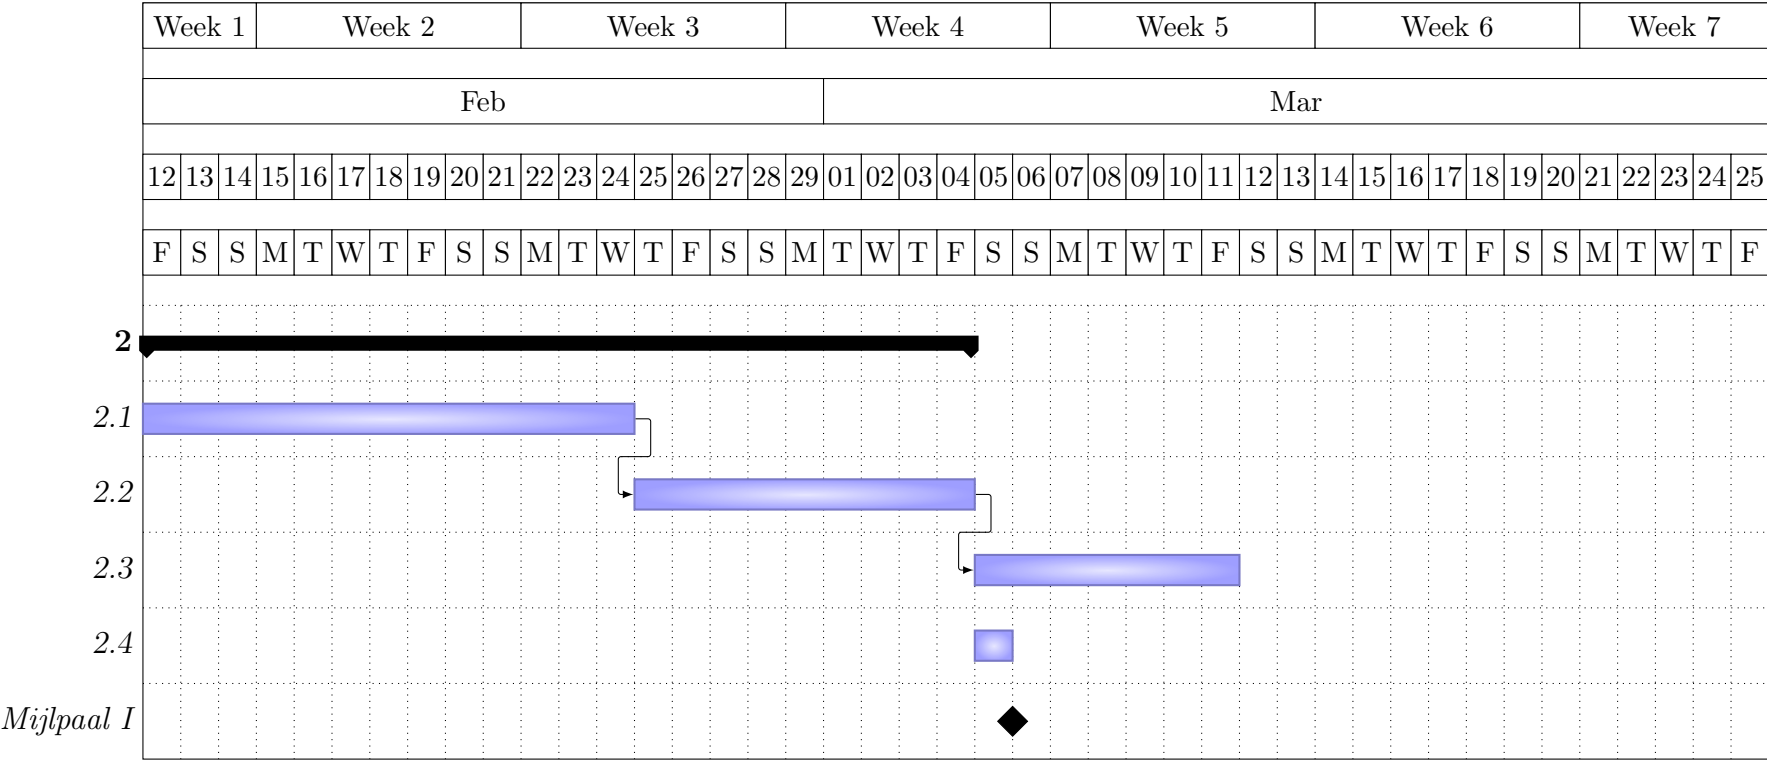 Week 1 Week 2 Week 3 Week 4 Week 5 Week 6 Week 7
Feb Mar
12 13 14 15 16 17 18 19 20 21 22 23 24 25 26 27 28 29 01 02 03 04 05 06 07 08 09 10 11 12 13 14 15 16 17 18 19 20 21 22 23 24 25
F S S M T W T F S S M T W T F S S M T W T F S S M T W T F S S M T W T F S S M T W T F
2
2.1
2.2
2.3
2.4
Mijlpaal I